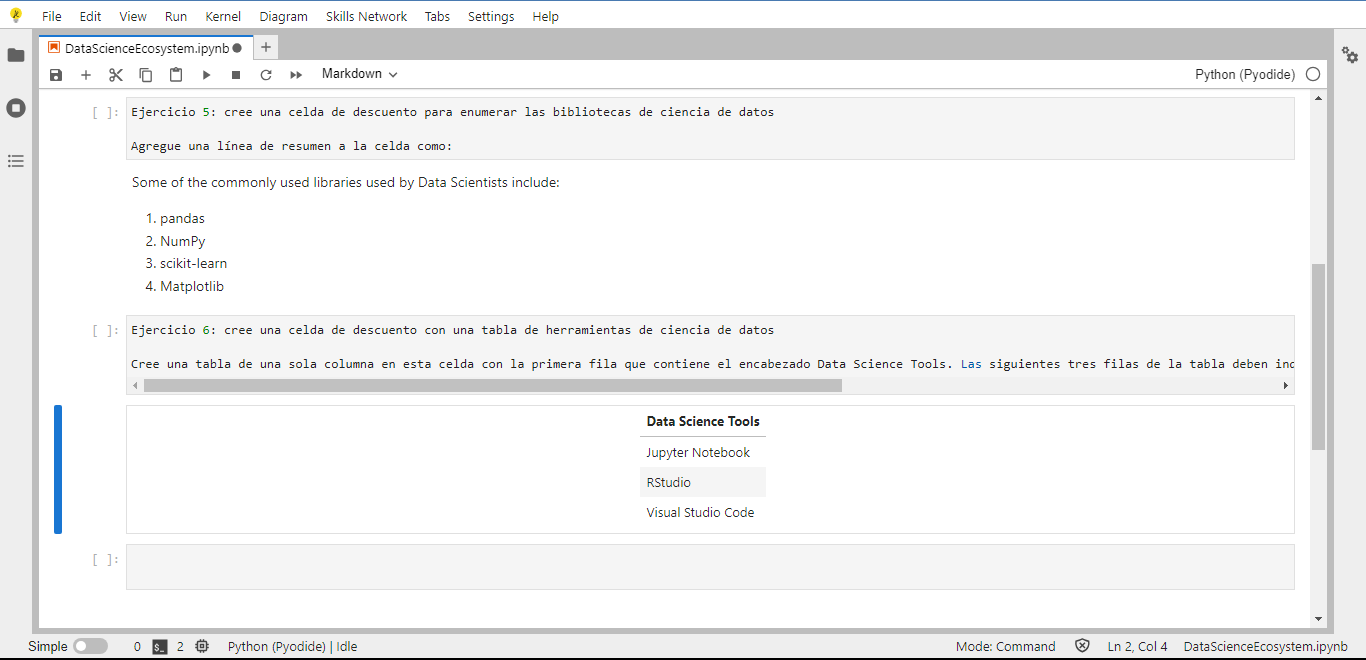 File Edit View Run Kernel Diagram Skills Network Tabs Settings Help
DataScienceEcosystem.ipynb
Markdown
Python (Pyodide)
[ ]: Ejercicio 5: cree una celda de descuento para enumerar las bibliotecas de ciencia de datos
Agregue una línea de resumen a la celda como:
Some of the commonly used libraries used by Data Scientists include:
1. pandas
2. NumPy
3. scikit-learn
4. Matplotlib
[ ]: Ejercicio 6: cree una celda de descuento con una tabla de herramientas de ciencia de datos
Cree una tabla de una sola columna en esta celda con la primera fila que contiene el encabezado Data Science Tools. Las siguientes tres filas de la tabla deben
Data Science Tools
Jupyter Notebook
RStudio
Visual Studio Code
[ ]:
Simple 0 $_ 2 Python (Pyodide) | Idle Mode: Command Ln 2, Col 4 DataScienceEcosystem.ipynb